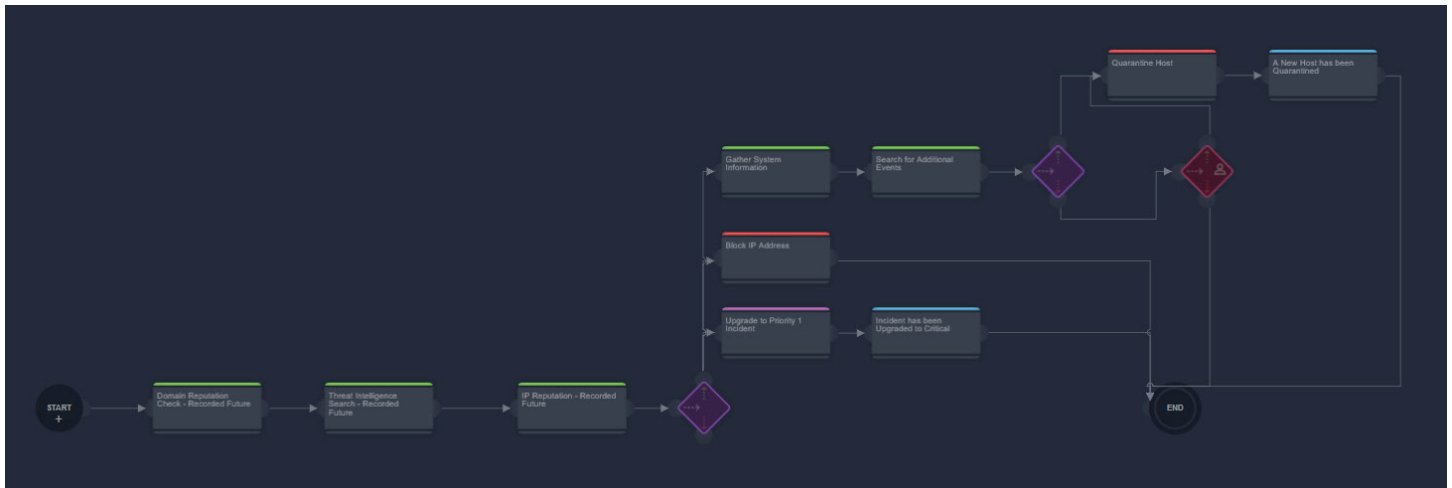 Quarantine Host
A New Host has been
Quarantined
Gather System
Information
Search for Additional
Events
Block IP Address
Upgrade to Priority 1
Incident
Incident has been
Upgraded to Critical
START
+
Domain Reputation
Check - Recorded Future
Threat Intelligence
Search - Recorded
Future
IP Reputation - Recorded
Future
END